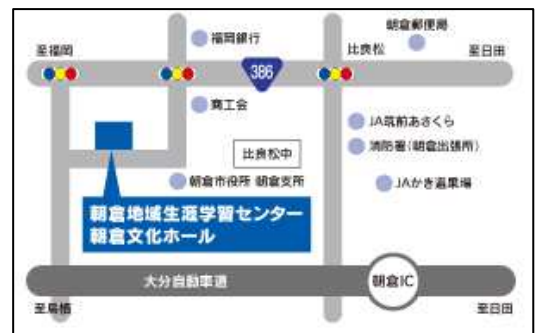 朝倉郵便局
至福岡
福岡銀行
比良松
至日田
386
商工会
JA筑前あさくら
消防署(朝倉出張所)
比良松中
朝倉市役所 朝倉支所
JAかき選果場
朝倉地域生涯学習センター
朝倉文化ホール
大分自動車道
朝倉IC
至鳥栖
至日田